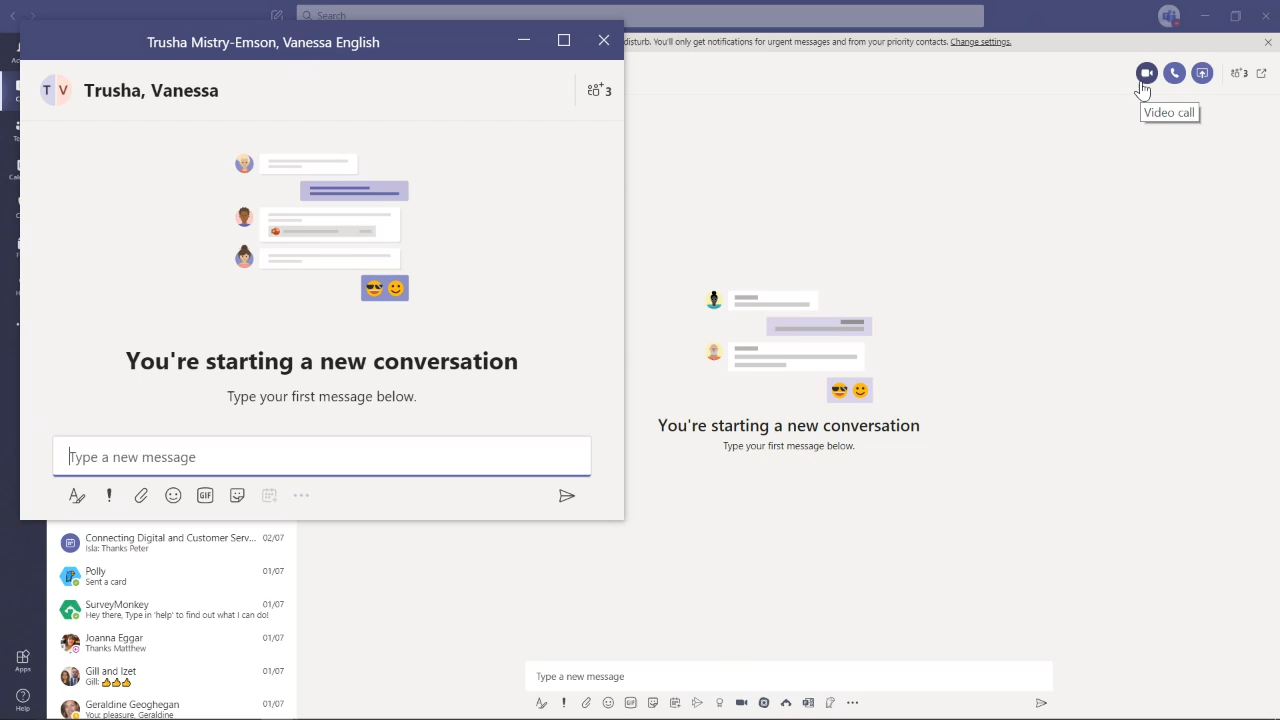 Search
Trusha Mistry-Emson, Vanessa English
disturb. You'll only get notifications for urgent messages and from your priority contacts. Change settings.
T V Trusha, Vanessa
3
3
Video call
You're starting a new conversation
Type your first message below.
Type a new message
GIF
You're starting a new conversation
Type your first message below.
Connecting Digital and Customer Serv... 02/07
Isla: Thanks Peter
Polly 01/07
Sent a card
SurveyMonkey 01/07
Hey there, Type in 'help' to find out what I can do!
Joanna Eggar 01/07
Thanks Matthew
Gill and Izet 01/07
Gill: 👍👍👍
Geraldine Geoghegan 01/07
You: pleasure, Geraldine
Apps
Help
Type a new message
GIF